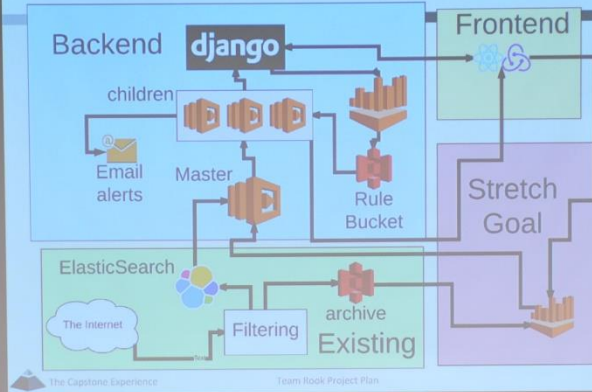 Backend
django
Frontend
children
Email
alerts
Master
Rule
Bucket
Stretch
Goal
ElasticSearch
The Internet
Filtering
archive
Existing
The Capstone Experience
Team Rook Project Plan